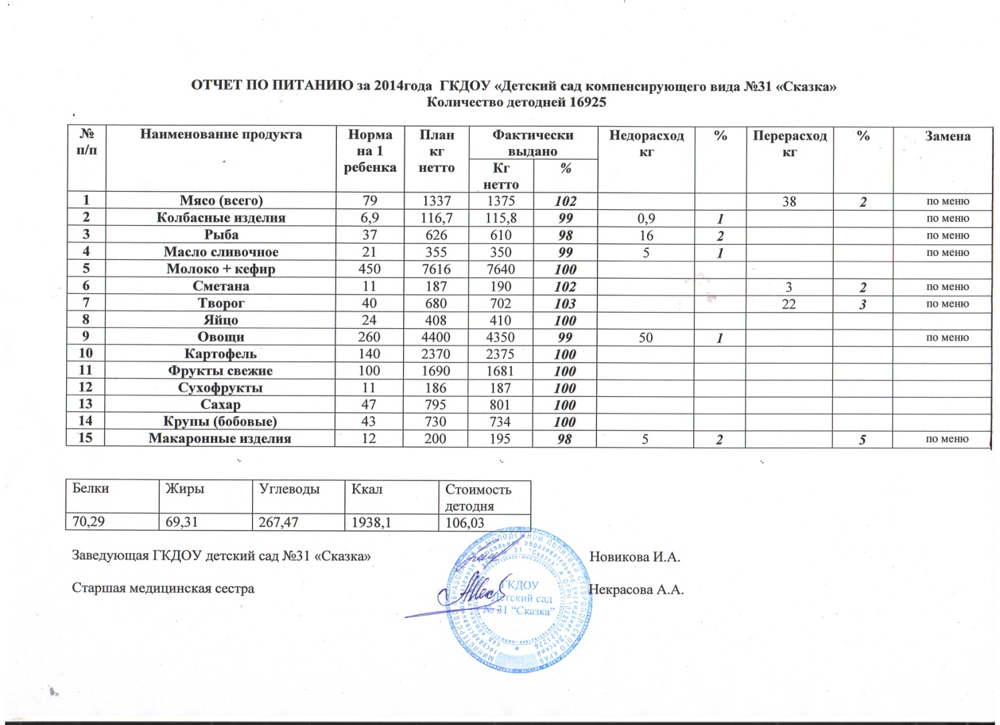 ОТЧЕТ ПО ПИТАНИЮ за 2014года ГКДОУ «Детский сад компенсирующего вида №31 «Сказка»
Количество детодней 16925
№ п/п Наименование продукта Норма на 1 ребенка План кг нетто Фактически выдано Недорасход кг % Перерасход кг % Замена
Кг нетто %
1 Мясо (всего) 79 1337 1375 102 38 2 по меню
2 Колбасные изделия 6,9 116,7 115,8 99 0,9 1 по меню
3 Рыба 37 626 610 98 16 2 по меню
4 Масло сливочное 21 355 350 99 5 1 по меню
5 Молоко + кефир 450 7616 7640 100
6 Сметана 11 187 190 102 3 2 по меню
7 Творог 40 680 702 103 22 3 по меню
8 Яйцо 24 408 410 100
9 Овощи 260 4400 4350 99 50 1 по меню
10 Картофель 140 2370 2375 100
11 Фрукты свежие 100 1690 1681 100
12 Сухофрукты 11 186 187 100
13 Сахар 47 795 801 100
14 Крупы (бобовые) 43 730 734 100
15 Макаронные изделия 12 200 195 98 5 2 5 по меню
Белки Жиры Углеводы Ккал Стоимость детодня
70,29 69,31 267,47 1938,1 106,03
Заведующая ГКДОУ детский сад №31 «Сказка» Новикова И.А.
Старшая медицинская сестра Некрасова А.А.
ГКДОУ
Детский сад
№ 31 "Сказка"
МИНИСТЕРСТВО ОБРАЗОВАНИЯ И МОЛОДЕЖНОЙ ПОЛИТИКИ СТАВРОПОЛЬСКОГО КРАЯ